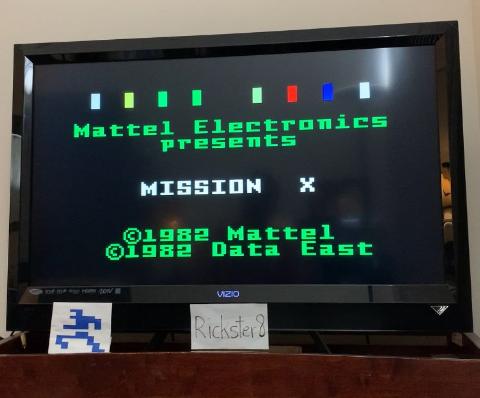 Mattel Electronics
presents
MISSION X
©1982 Mattel
©1982 Data East
VIZIO
Rickster8